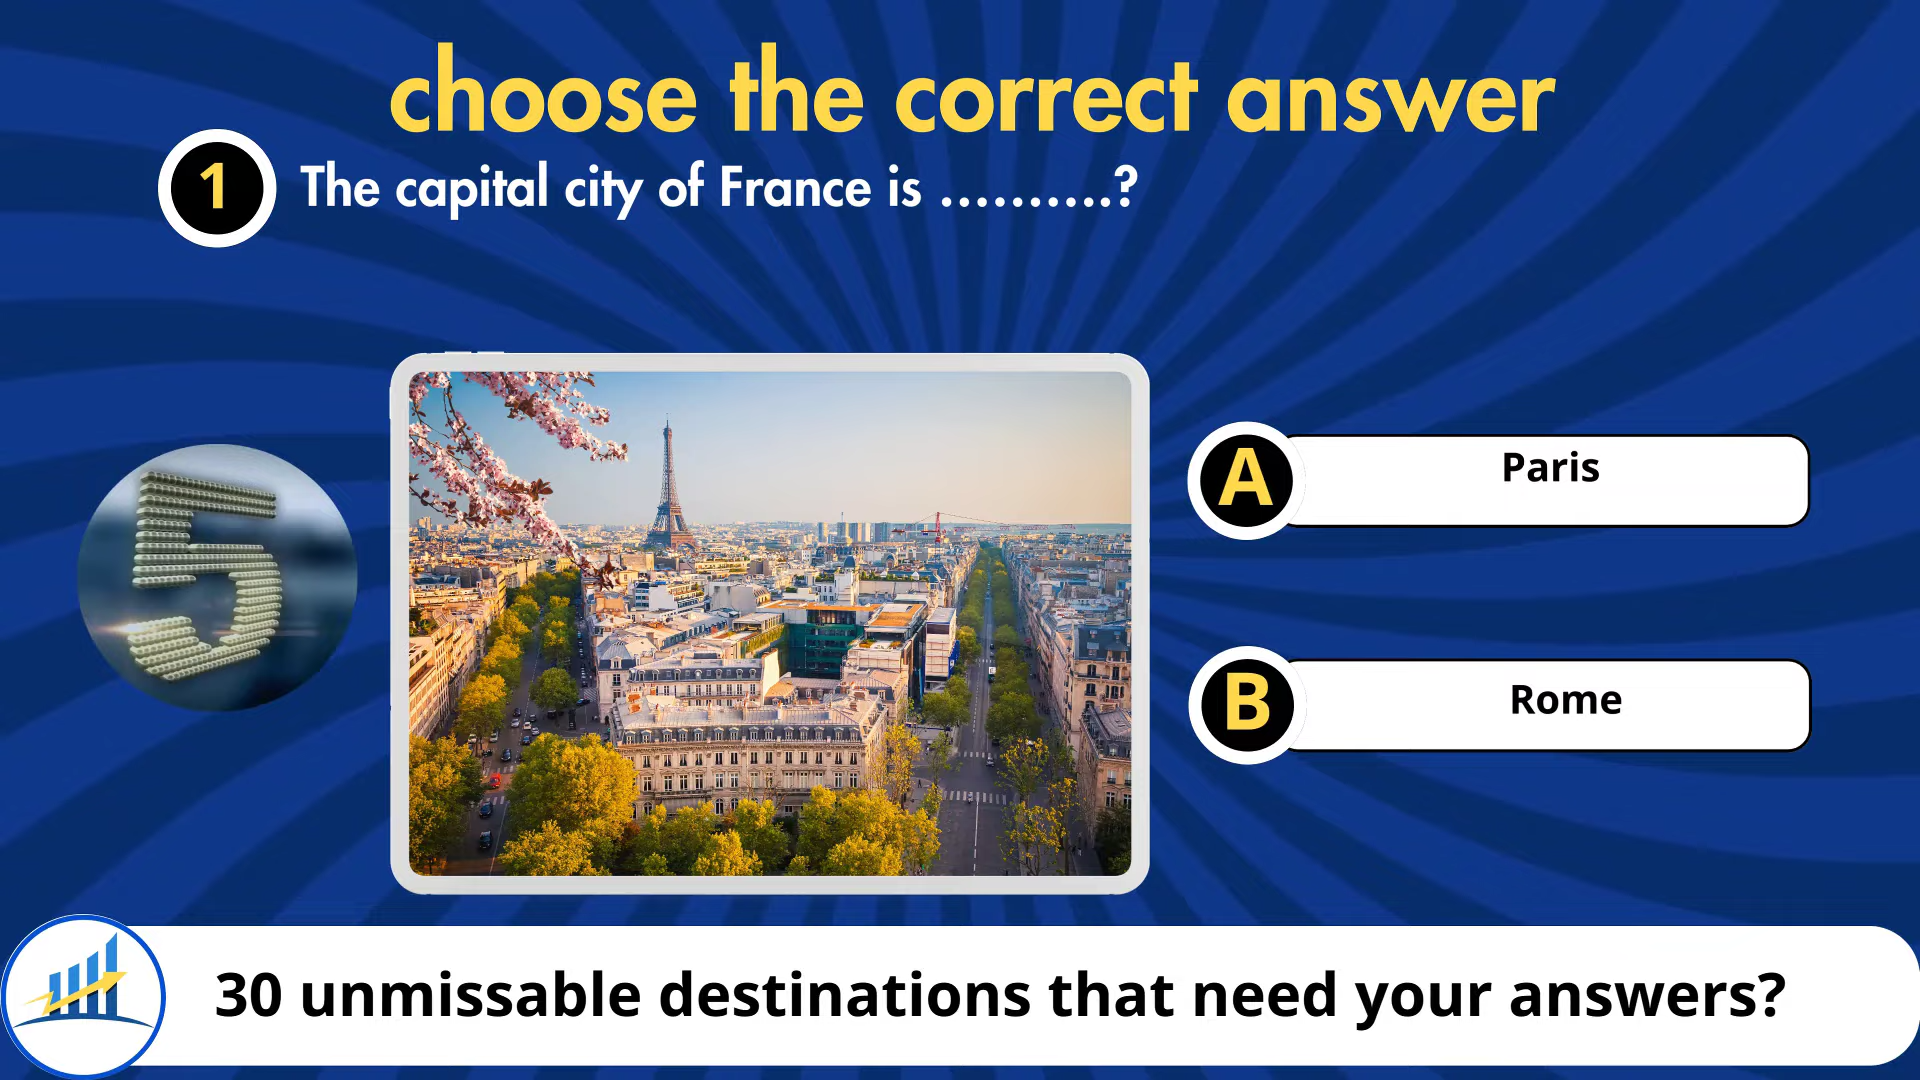 choose the correct answer
1
The capital city of France is ..........?
5
A
Paris
B
Rome
30 unmissable destinations that need your answers?